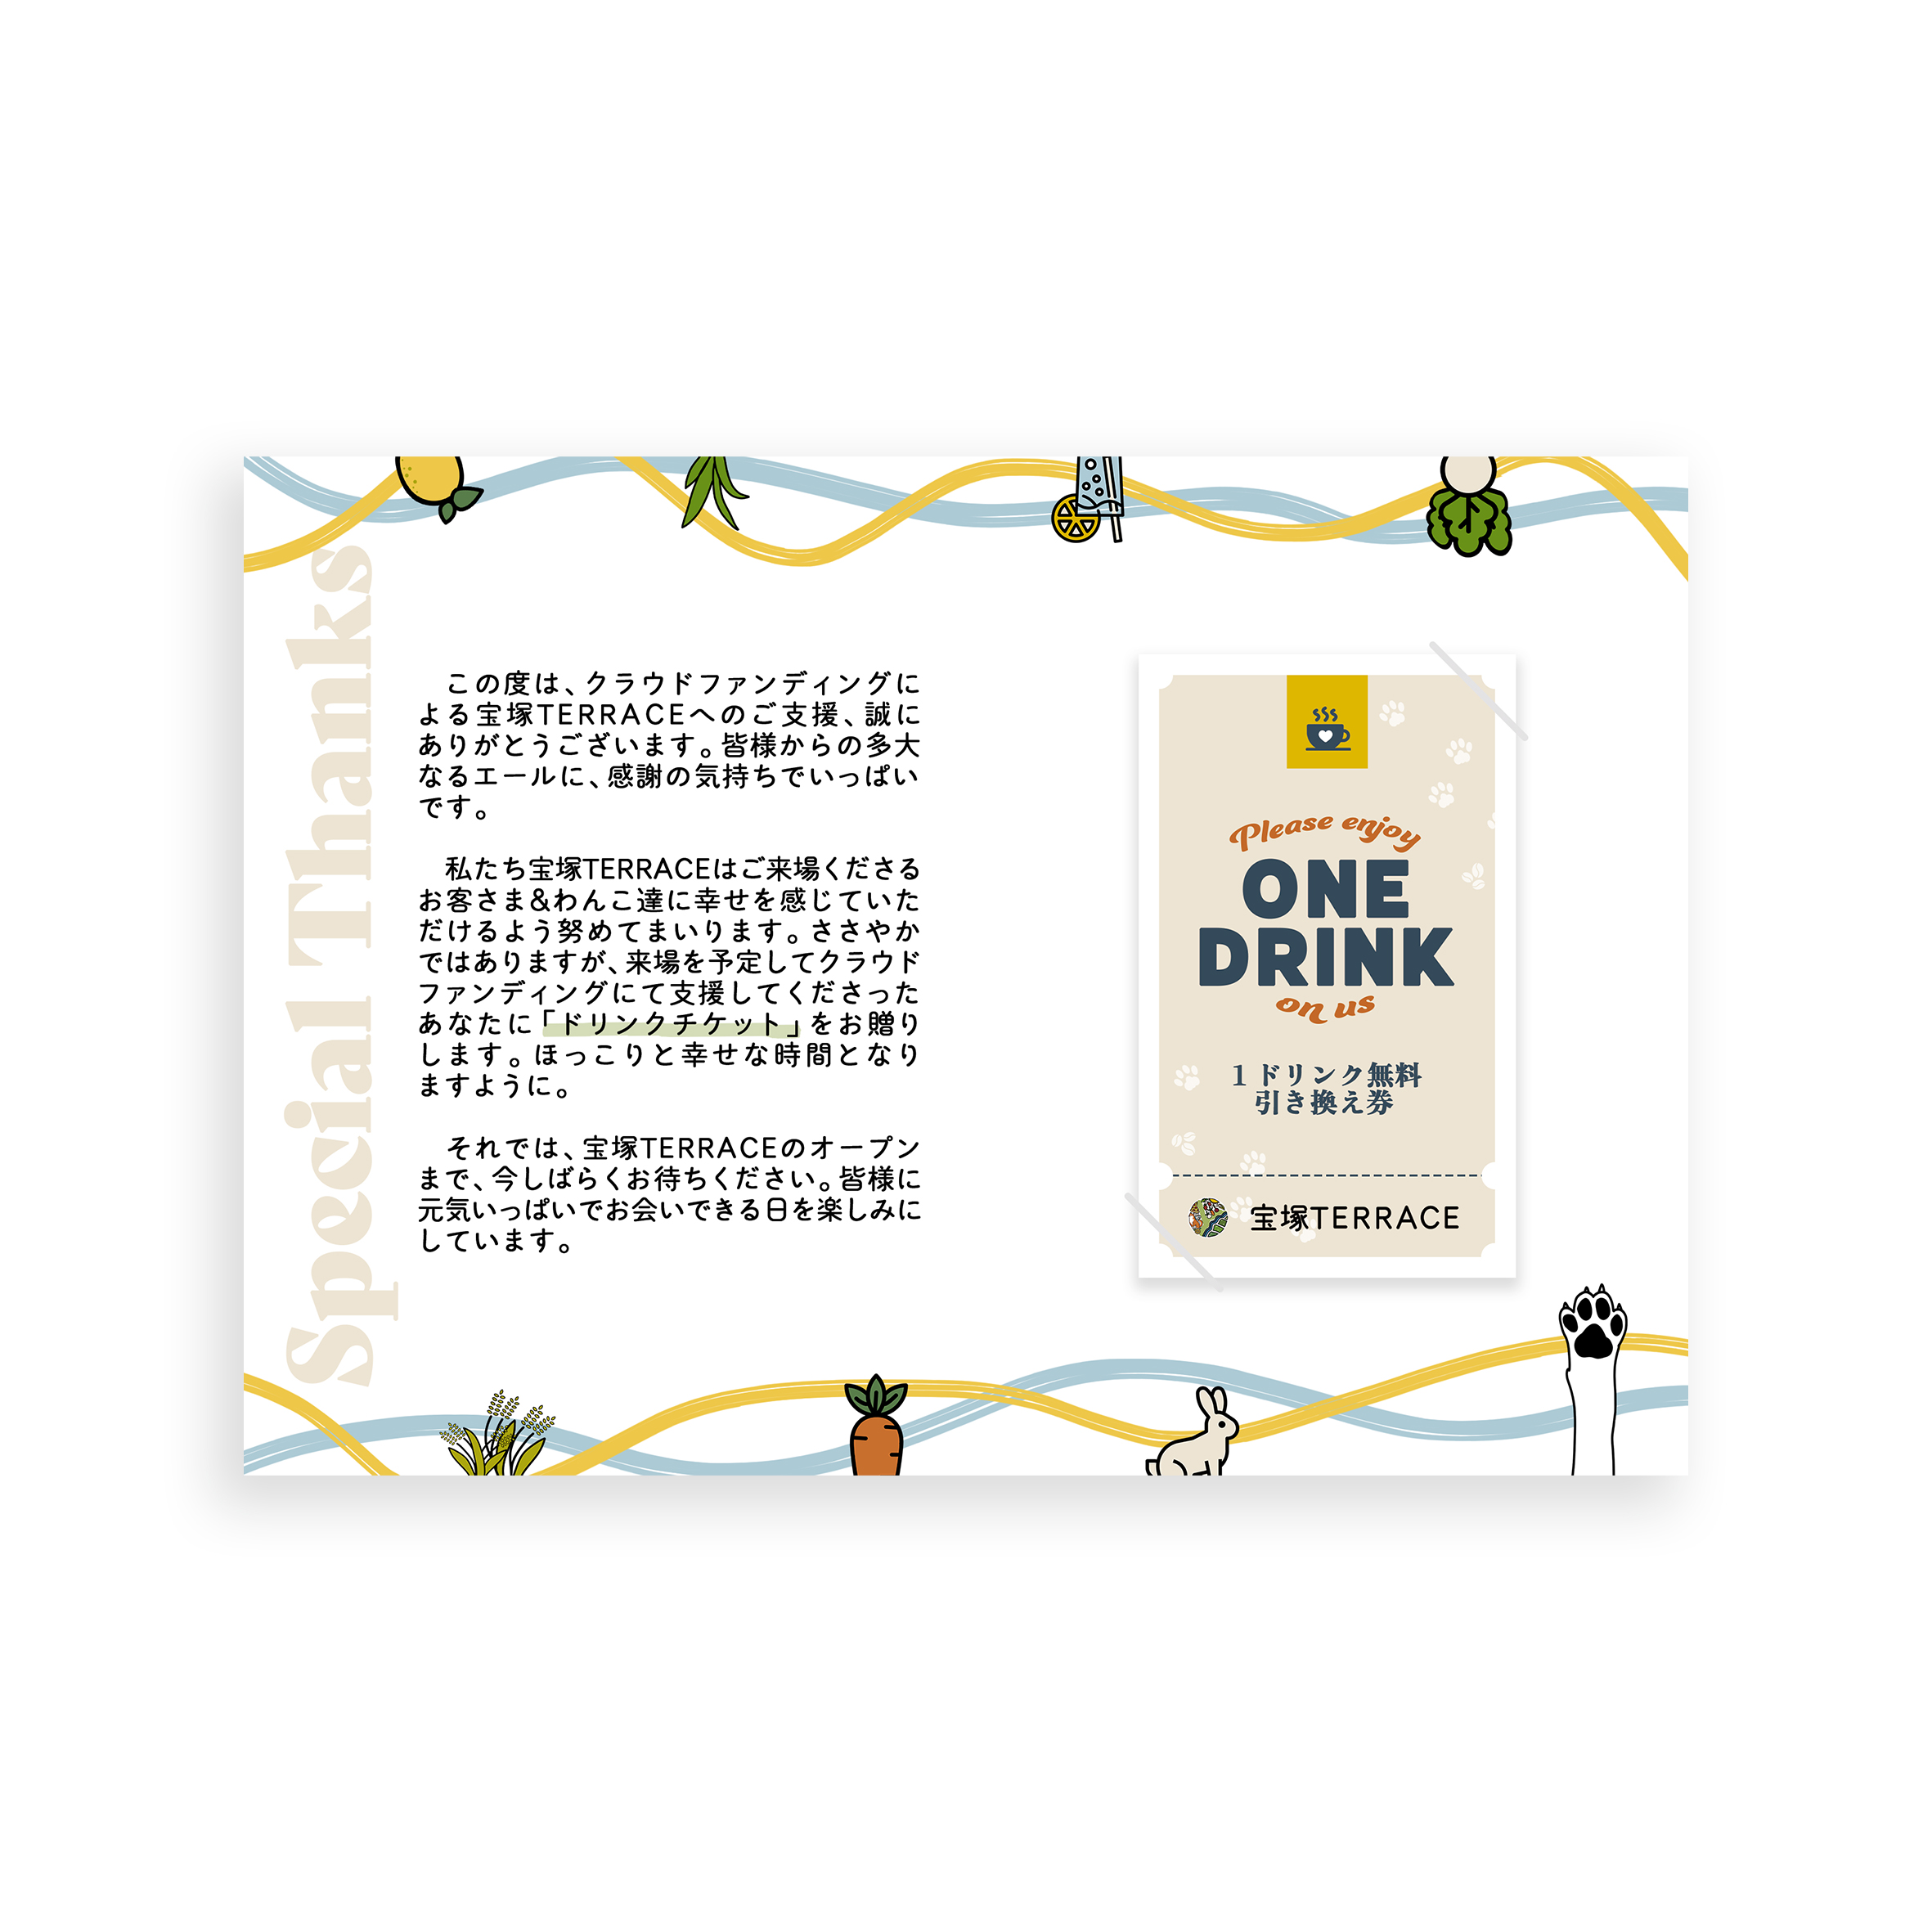 Special Thanks
この度は、クラウドファンディングに
よる宝塚TERRACEへのご支援、誠に
ありがとうございます。皆様からの多大
なるエールに、感謝の気持ちでいっぱい
です。
私たち宝塚TERRACEはご来場くださる
お客さま&わんこ達に幸せを感じていた
だけるよう努めてまいります。ささやか
ではありますが、来場を予定してクラウド
ファンディングにて支援してくださった
あなたに「ドリンクチケット」をお贈り
します。ほっこりと幸せな時間となり
ますように。
それでは、宝塚TERRACEのオープン
まで、今しばらくお待ちください。皆様に
元気いっぱいでお会いできる日を楽しみに
しています。
Please enjoy
ONE
DRINK
on us
1ドリンク無料
引き換え券
宝塚TERRACE